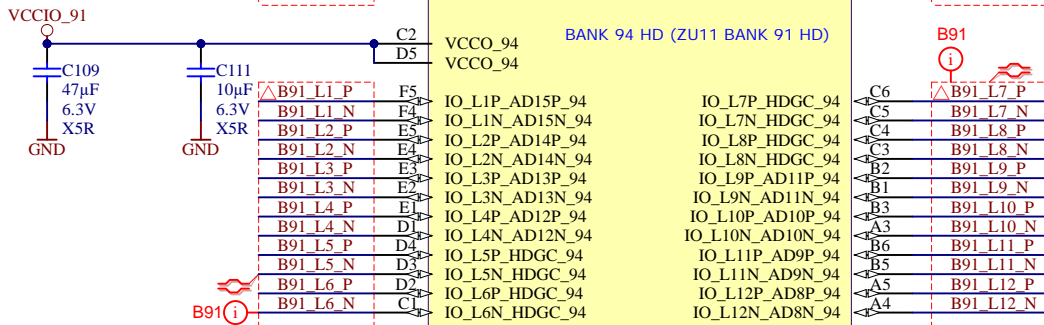 VCCIO_91
C109
47µF
6.3V
X5R
GND
C111
10µF
6.3V
X5R
GND
BANK 94 HD (ZU11 BANK 91 HD)
C2 VCCO_94
D5 VCCO_94
B91_L1_P F5 IO_L1P_AD15P_94
B91_L1_N F4 IO_L1N_AD15N_94
B91_L2_P E5 IO_L2P_AD14P_94
B91_L2_N E4 IO_L2N_AD14N_94
B91_L3_P E3 IO_L3P_AD13P_94
B91_L3_N E2 IO_L3N_AD13N_94
B91_L4_P E1 IO_L4P_AD12P_94
B91_L4_N D1 IO_L4N_AD12N_94
B91_L5_P D4 IO_L5P_HDGC_94
B91_L5_N D3 IO_L5N_HDGC_94
B91_L6_P D2 IO_L6P_HDGC_94
B91_L6_N C1 IO_L6N_HDGC_94
B91 i
B91
i
IO_L7P_HDGC_94 C6 B91_L7_P
IO_L7N_HDGC_94 C5 B91_L7_N
IO_L8P_HDGC_94 C4 B91_L8_P
IO_L8N_HDGC_94 C3 B91_L8_N
IO_L9P_AD11P_94 B2 B91_L9_P
IO_L9N_AD11N_94 B1 B91_L9_N
IO_L10P_AD10P_94 B3 B91_L10_P
IO_L10N_AD10N_94 A3 B91_L10_N
IO_L11P_AD9P_94 B6 B91_L11_P
IO_L11N_AD9N_94 B5 B91_L11_N
IO_L12P_AD8P_94 A5 B91_L12_P
IO_L12N_AD8N_94 A4 B91_L12_N